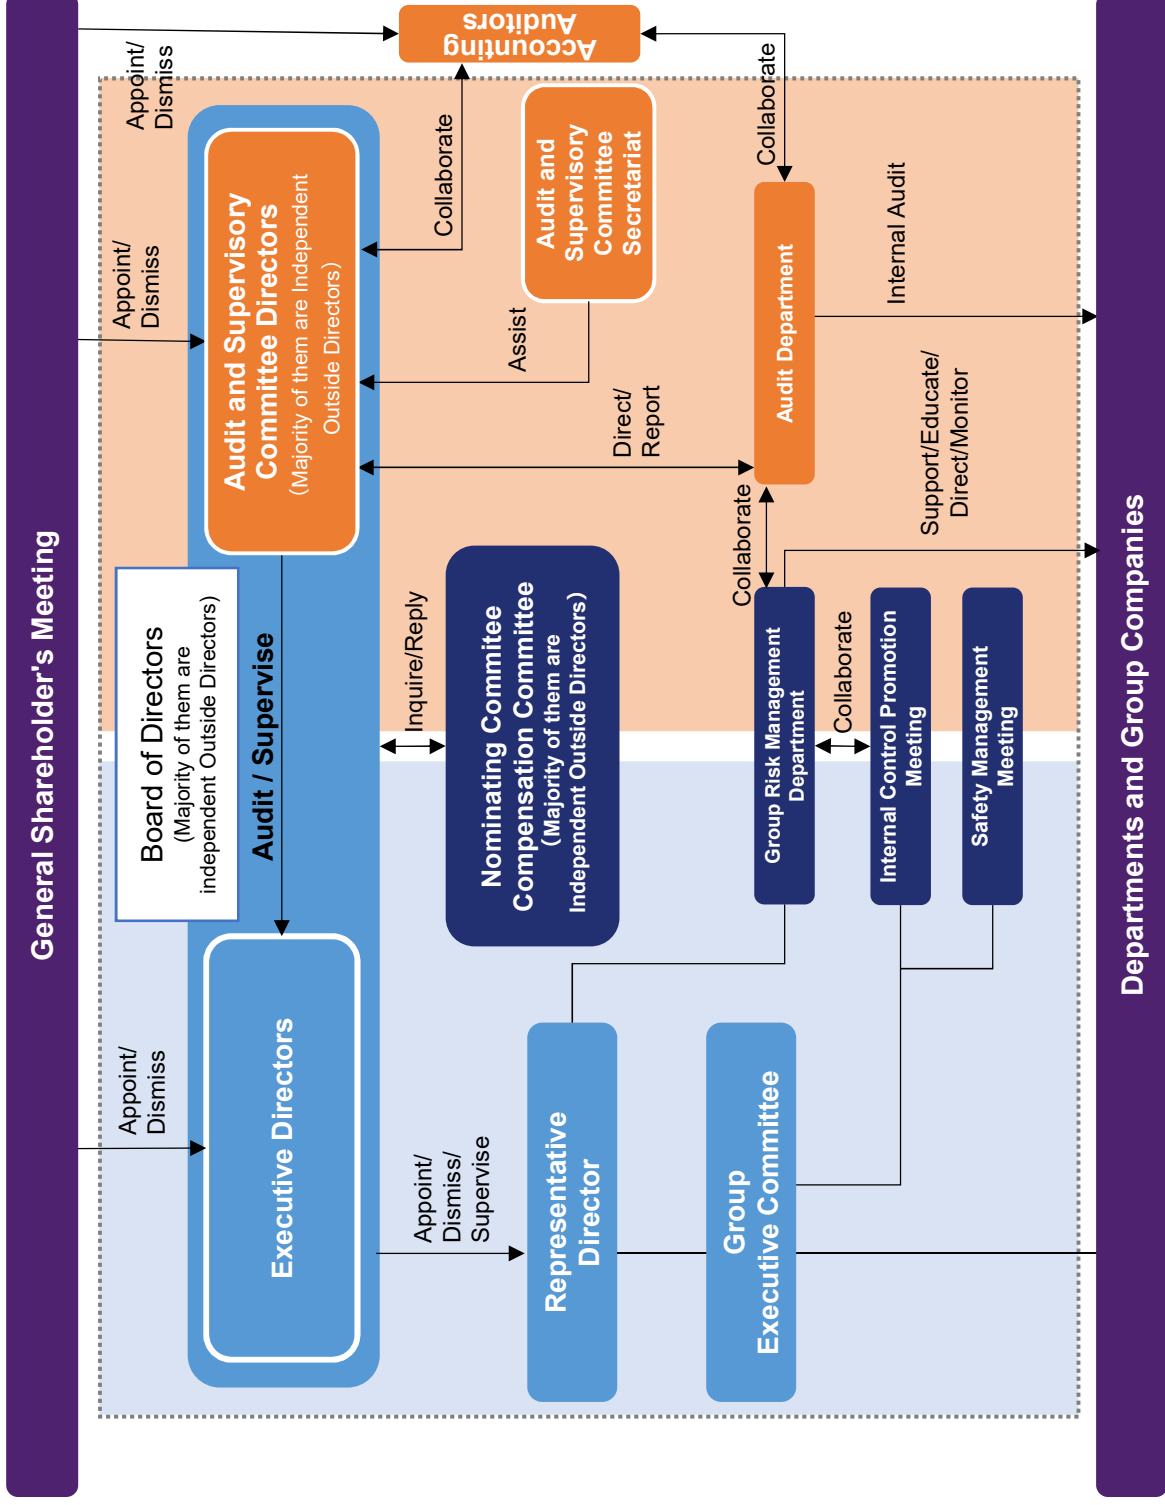 General Shareholder's Meeting
Appoint/
Dismiss
Appoint/
Dismiss
Appoint/
Dismiss
Board of Directors
(Majority of them are
independent Outside Directors)
Executive Directors
Audit / Supervise
Audit and Supervisory
Committee Directors
(Majority of them are Independent
Outside Directors)
Accounting
Auditors
Appoint/
Dismiss/
Supervise
Inquire/Reply
Collaborate
Assist
Audit and
Supervisory
Committee
Secretariat
Nominating Commitee
Compensation Committee
(Majority of them are
Independent Outside Directors)
Representative
Director
Direct/
Report
Collaborate
Collaborate
Group
Executive Committee
Group Risk Management
Department
Audit Department
Collaborate
Internal Control Promotion
Meeting
Internal Audit
Support/Educate/
Direct/Monitor
Safety Management
Meeting
Departments and Group Companies